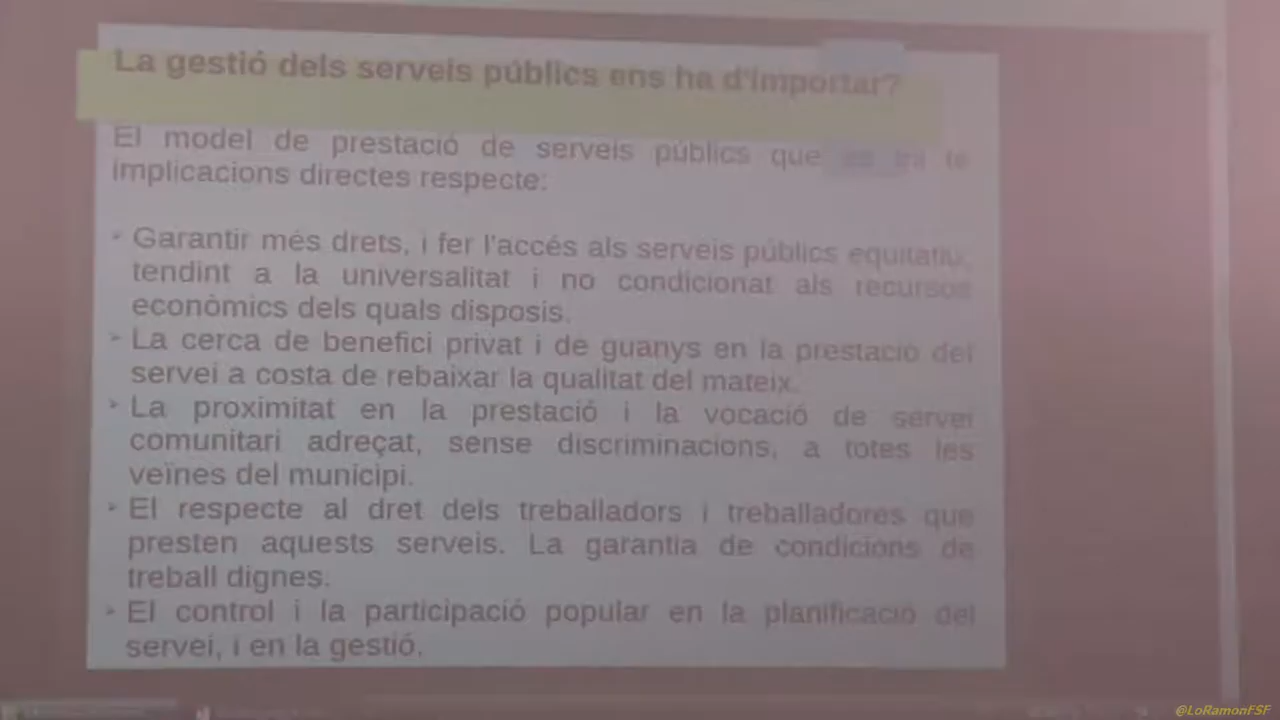 La gestió dels serveis públics ens ha d'importar?
El model de prestació de serveis públics que té
implicacions directes respecte:
Garantir més drets, i fer l'accés als serveis públics equitatiu,
tendint a la universalitat i no condicionat als recursos
econòmics dels quals disposis.
La cerca de benefici privat i de guanys en la prestació del
servei a costa de rebaixar la qualitat del mateix.
La proximitat en la prestació i la vocació de servei
comunitari adreçat, sense discriminacions, a totes les
veïnes del municipi.
El respecte al dret dels treballadors i treballadores que
presten aquests serveis. La garantia de condicions de
treball dignes.
El control i la participació popular en la planificació del
servei, i en la gestió.
@LoRamonFSF